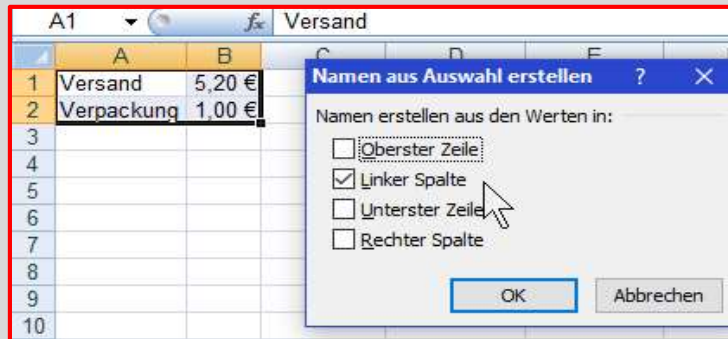 A1 fx Versand
A B C D E
1 Versand 5,20 €
2 Verpackung 1,00 €
3
4
5
6
7
8
9
10
Namen aus Auswahl erstellen ? X
Namen erstellen aus den Werten in:
Oberster Zeile
Linker Spalte
Unterster Zeile
Rechter Spalte
OK Abbrechen